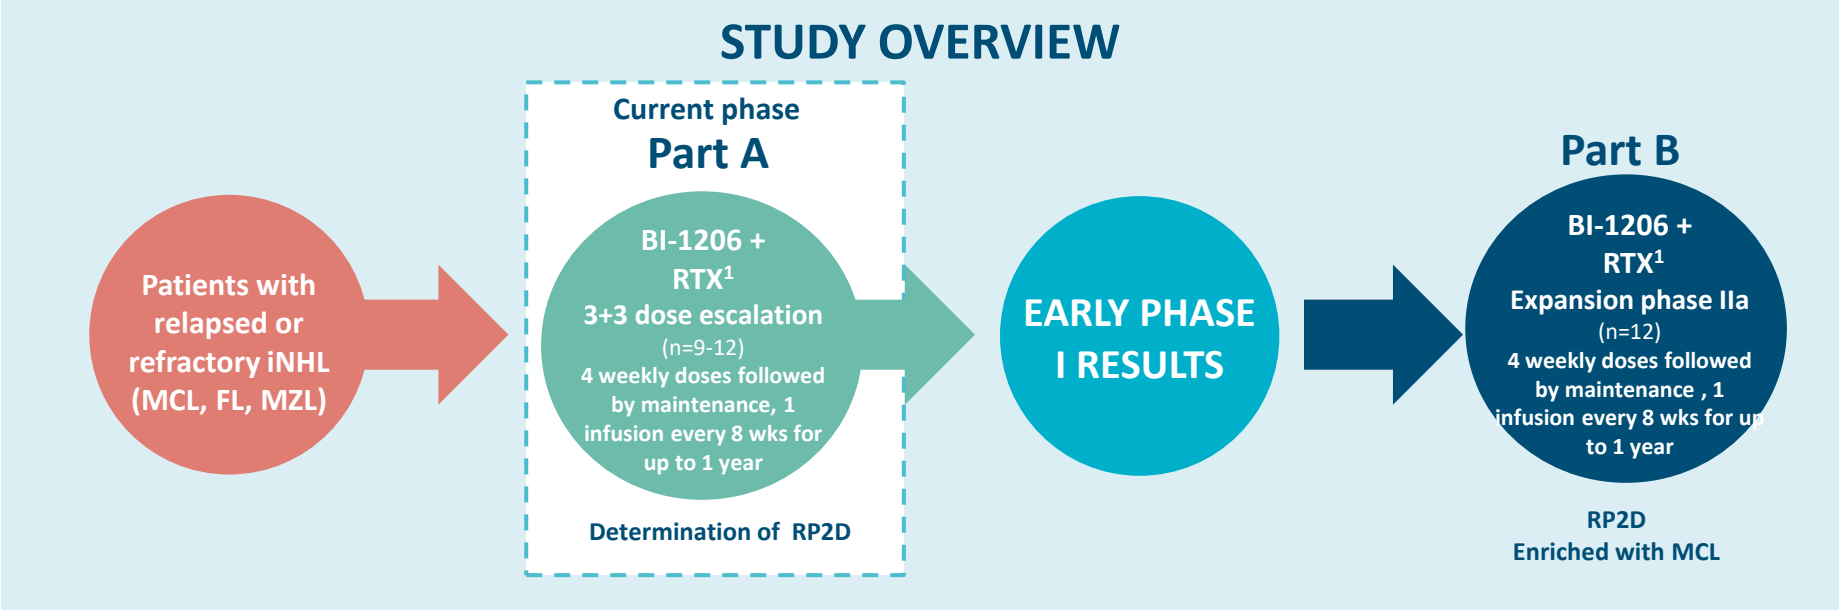 STUDY OVERVIEW
Patients with
relapsed or
refractory iNHL
(MCL, FL, MZL)
Current phase
Part A
BI-1206 +
RTX¹
3+3 dose escalation
(n=9-12)
4 weekly doses followed
by maintenance, 1
infusion every 8 wks for
up to 1 year
Determination of RP2D
EARLY PHASE
I RESULTS
Part B
BI-1206 +
RTX¹
Expansion phase IIa
(n=12)
4 weekly doses followed
by maintenance , 1
infusion every 8 wks for up
to 1 year
RP2D
Enriched with MCL